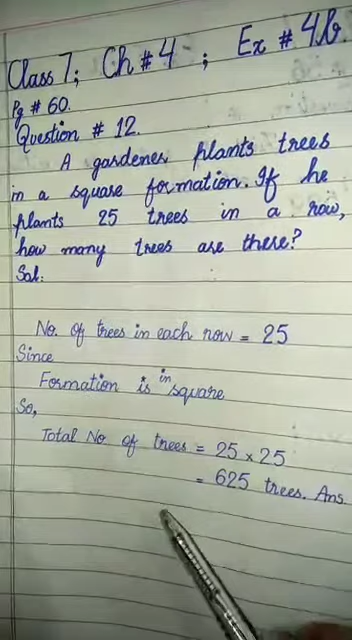 Class 7; Ch # 4 ; Ex # 4b.
Pg # 60.
Question # 12.
A gardener plants trees
in a square formation. If he
plants 25 trees in a row,
how many trees are there?
Sol:
No. of trees in each row = 25
Since
Formation is in square
So,
Total No of trees = 25 × 25
= 625 trees. Ans